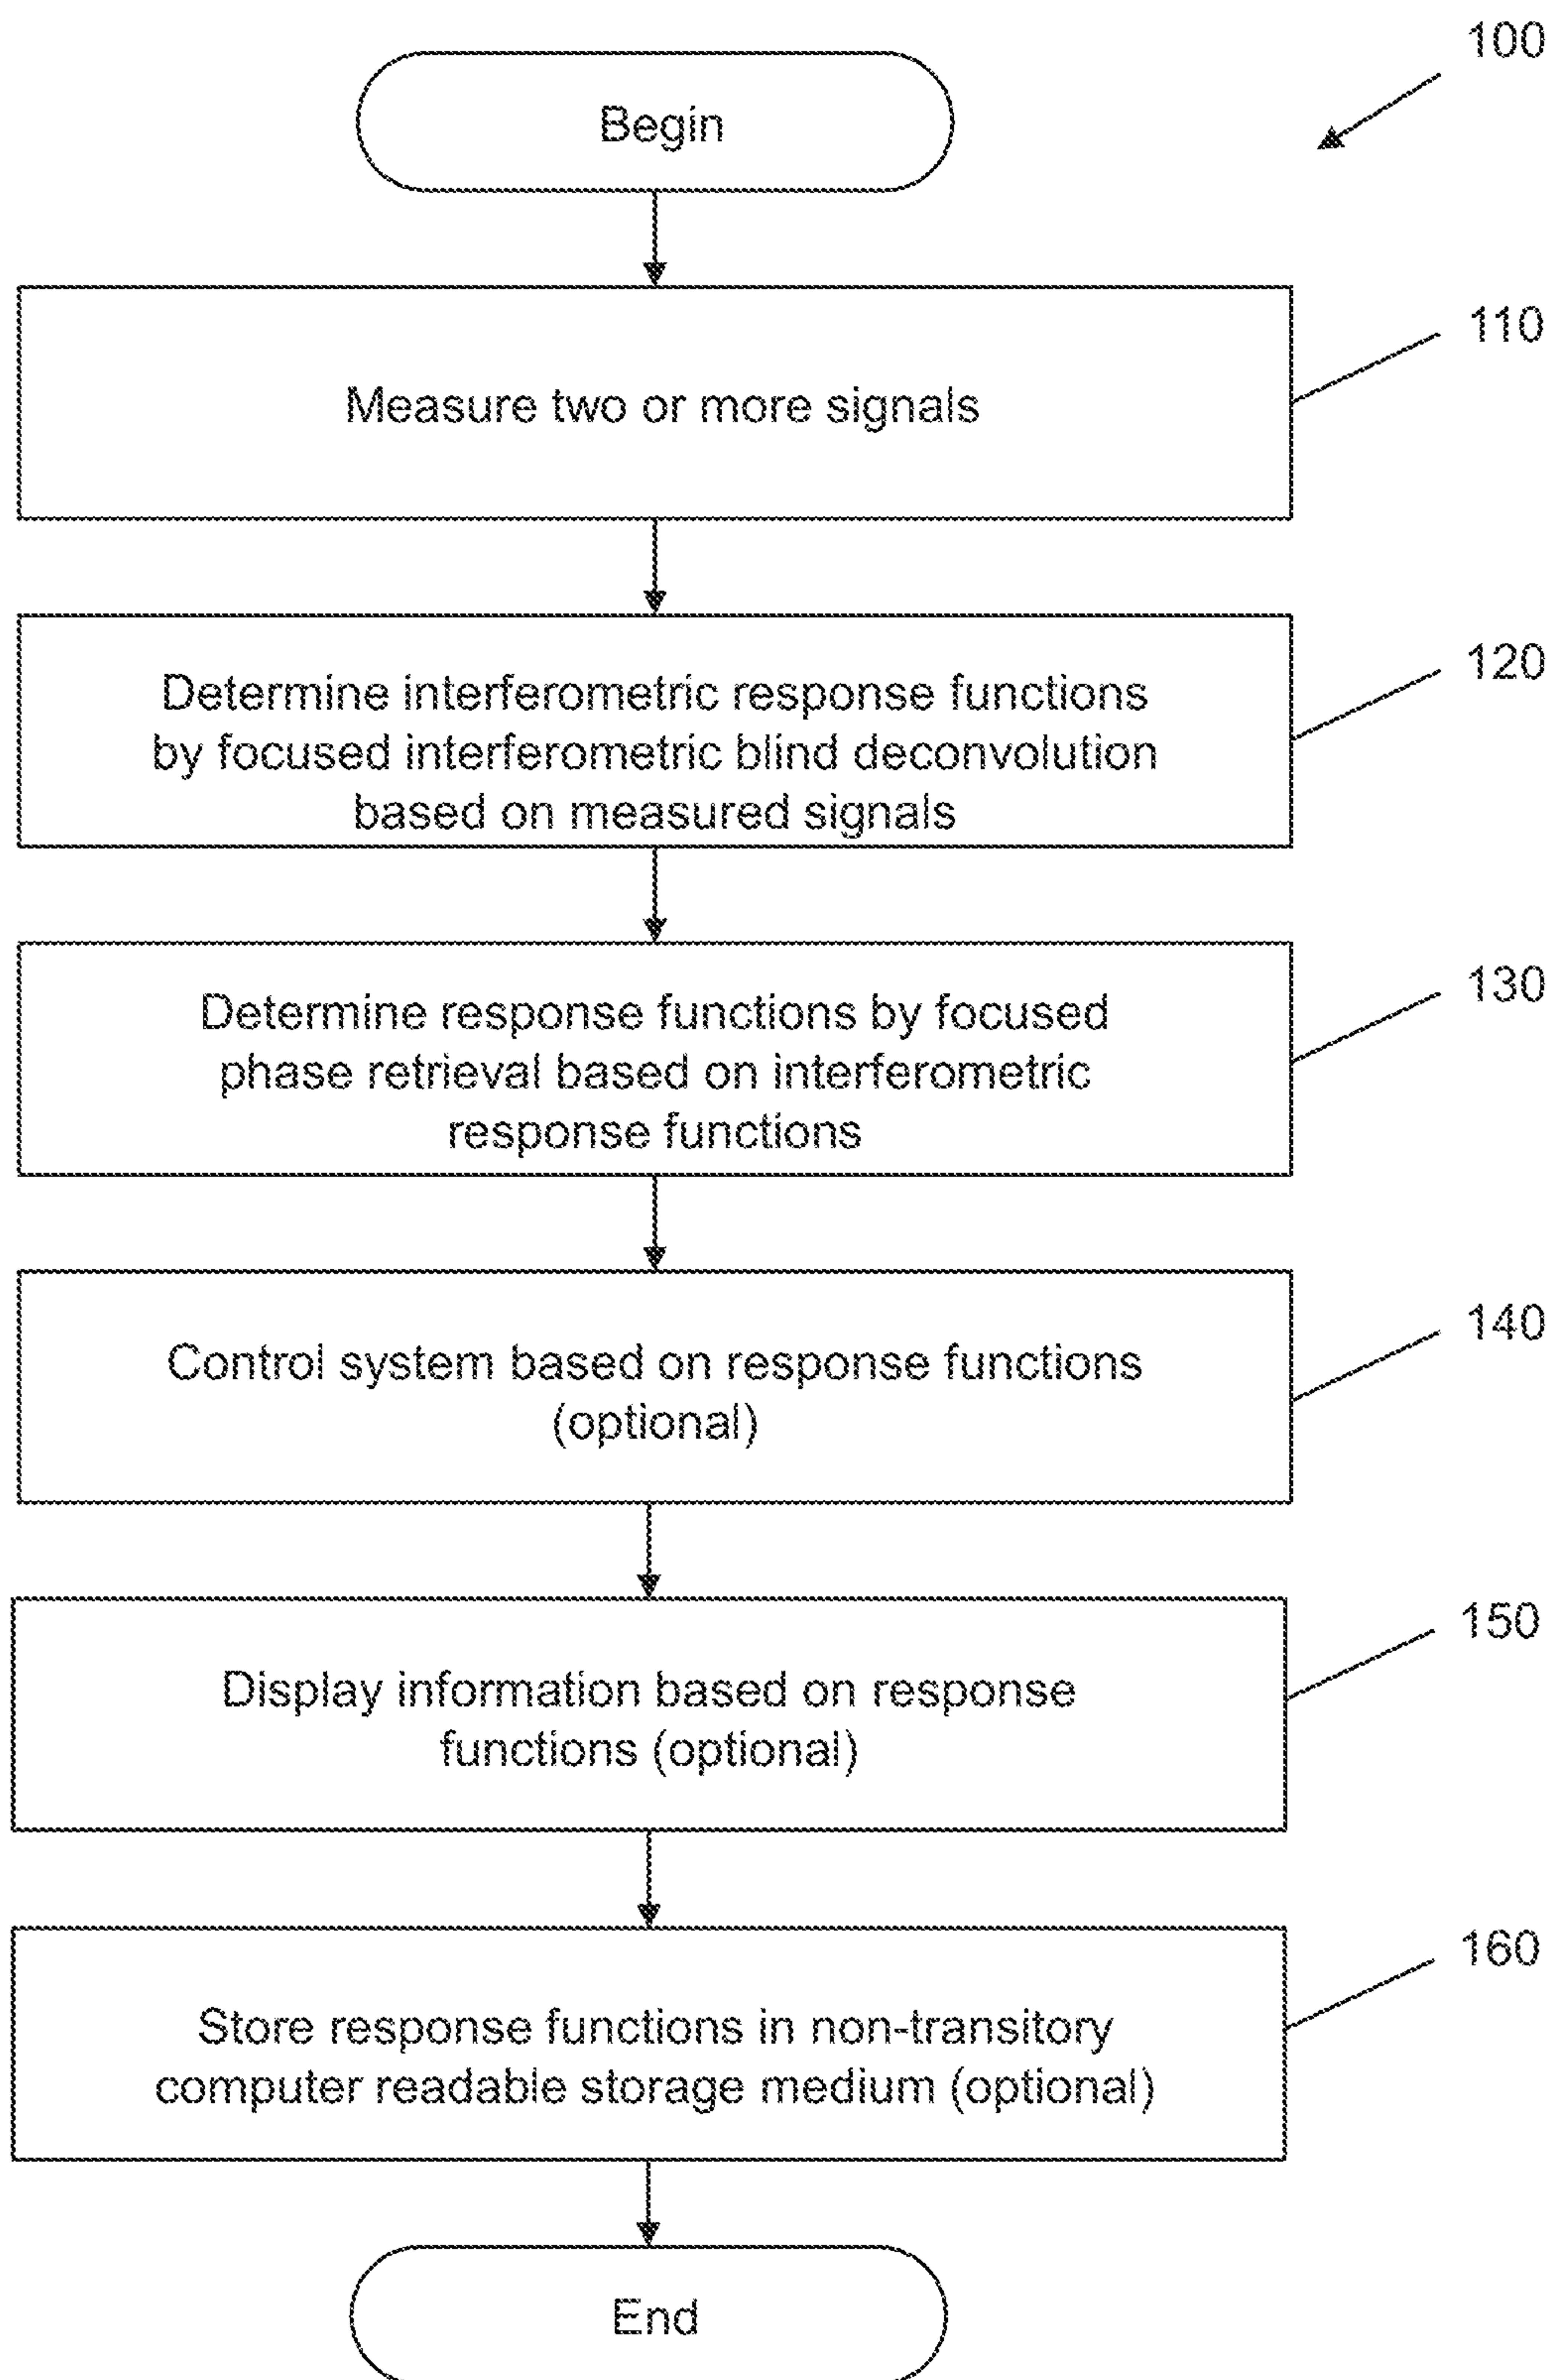 100
Begin
110
Measure two or more signals
120
Determine interferometric response functions
by focused interferometric blind deconvolution
based on measured signals
130
Determine response functions by focused
phase retrieval based on interferometric
response functions
140
Control system based on response functions
(optional)
150
Display information based on response
functions (optional)
160
Store response functions in non-transitory
computer readable storage medium (optional)
End